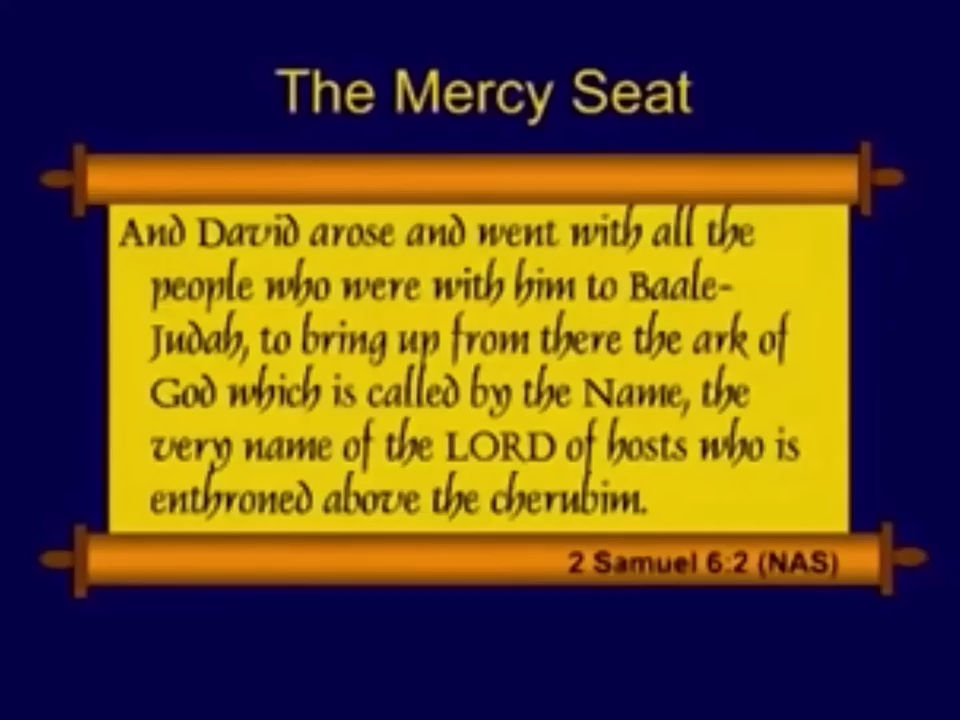 The Mercy Seat
And David arose and went with all the
people who were with him to Baale-
Judah, to bring up from there the ark of
God which is called by the Name, the
very name of the LORD of hosts who is
enthroned above the cherubim.
2 Samuel 6:2 (NAS)